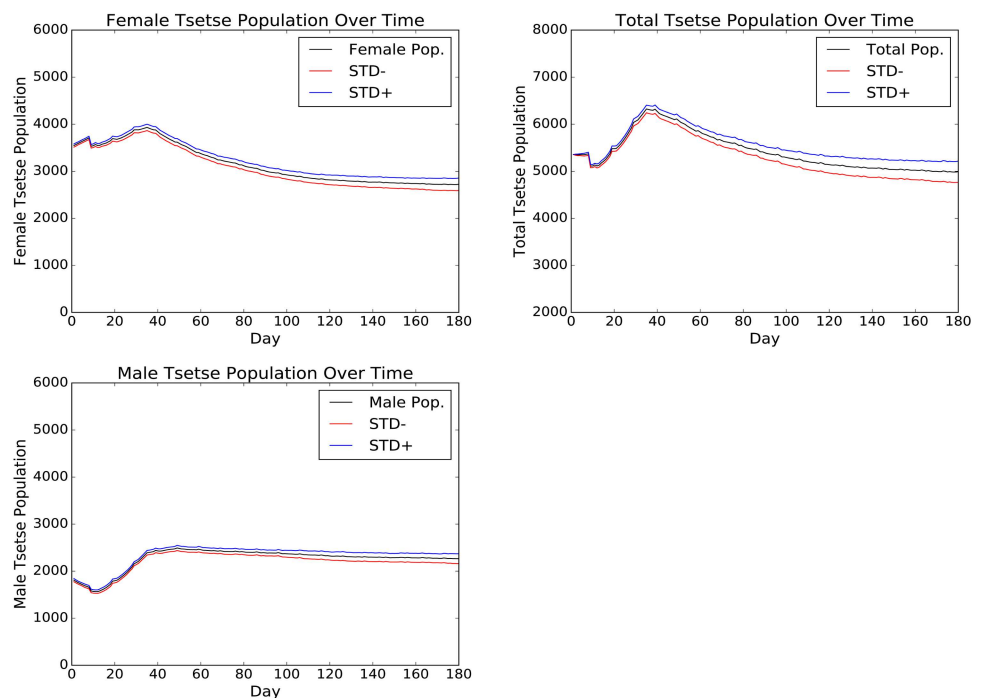 Female Tsetse Population Over Time
Female Tsetse Population
6000
5000
4000
3000
2000
1000
0
Female Pop.
STD-
STD+
0 20 40 60 80 100 120 140 160 180
Day
Total Tsetse Population Over Time
Total Tsetse Population
8000
7000
6000
5000
4000
3000
2000
Total Pop.
STD-
STD+
0 20 40 60 80 100 120 140 160 180
Day
Male Tsetse Population Over Time
Male Tsetse Population
6000
5000
4000
3000
2000
1000
0
Male Pop.
STD-
STD+
0 20 40 60 80 100 120 140 160 180
Day